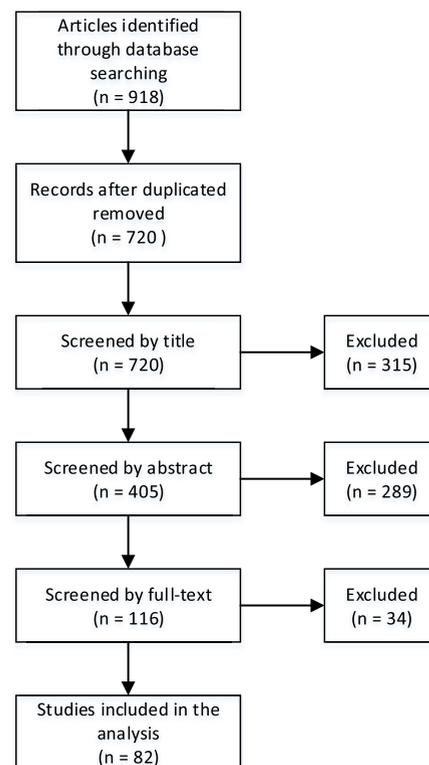 Articles identified
through database
searching
(n = 918)
Records after duplicated
removed
(n = 720 )
Screened by title
(n = 720)
Excluded
(n = 315)
Screened by abstract
(n = 405)
Excluded
(n = 289)
Screened by full-text
(n = 116)
Excluded
(n = 34)
Studies included in the
analysis
(n = 82)